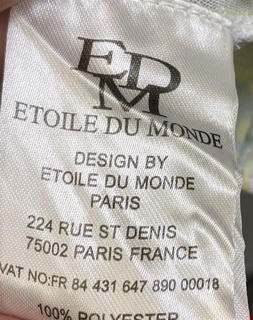 EDM
ETOILE DU MONDE
DESIGN BY
ETOILE DU MONDE
PARIS
224 RUE ST DENIS
75002 PARIS FRANCE
VAT NO:FR 84 431 647 890 00018
100% POLYESTER